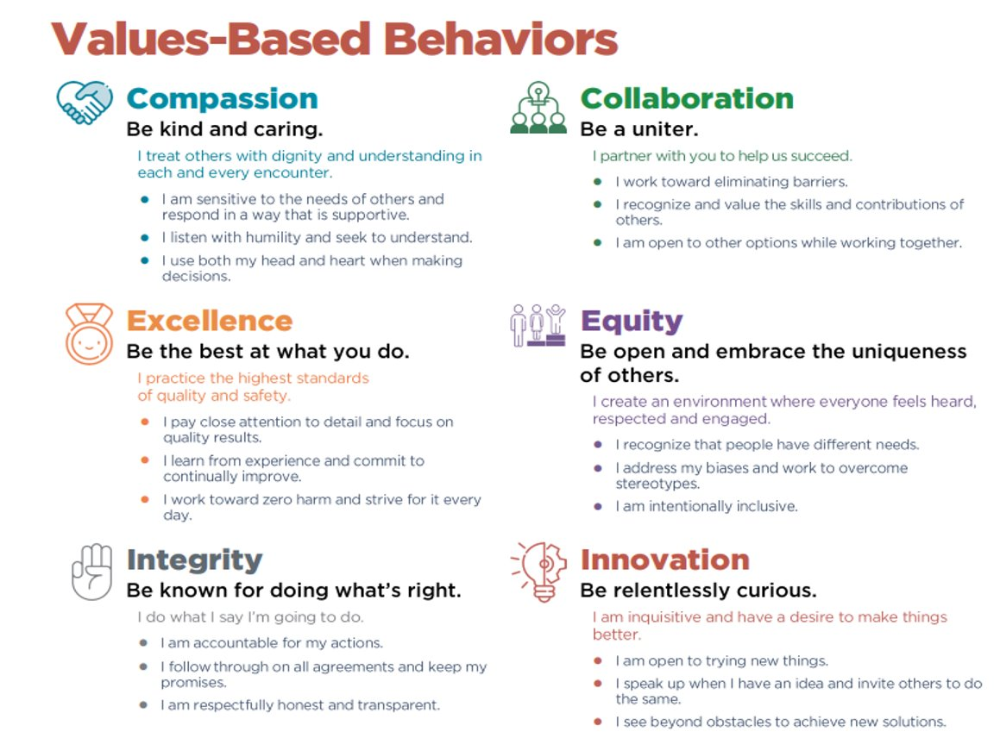 Values-Based Behaviors
Compassion
Be kind and caring.
I treat others with dignity and understanding in
each and every encounter.
• I am sensitive to the needs of others and
respond in a way that is supportive.
• I listen with humility and seek to understand.
• I use both my head and heart when making
decisions.
Collaboration
Be a uniter.
I partner with you to help us succeed.
• I work toward eliminating barriers.
• I recognize and value the skills and contributions of
others.
• I am open to other options while working together.
Excellence
Be the best at what you do.
I practice the highest standards
of quality and safety.
• I pay close attention to detail and focus on
quality results.
• I learn from experience and commit to
continually improve.
• I work toward zero harm and strive for it every
day.
Equity
Be open and embrace the uniqueness
of others.
I create an environment where everyone feels heard,
respected and engaged.
• I recognize that people have different needs.
• I address my biases and work to overcome
stereotypes.
• I am intentionally inclusive.
Integrity
Be known for doing what's right.
I do what I say I'm going to do.
• I am accountable for my actions.
• I follow through on all agreements and keep my
promises.
• I am respectfully honest and transparent.
Innovation
Be relentlessly curious.
I am inquisitive and have a desire to make things
better.
• I am open to trying new things.
• I speak up when I have an idea and invite others to do
the same.
• I see beyond obstacles to achieve new solutions.